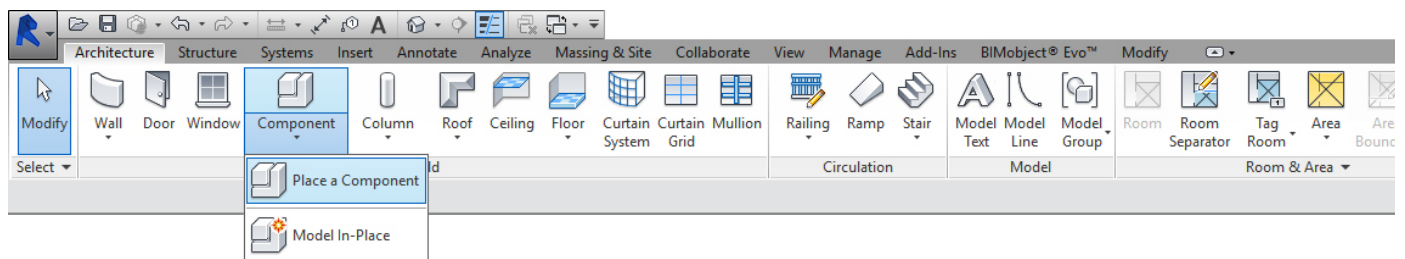 A
Architecture Structure Systems Insert Annotate Analyze Massing & Site Collaborate View Manage Add-Ins BIMobject® Evo™ Modify
Modify Wall Door Window Component Column Roof Ceiling Floor Curtain Curtain Mullion Railing Ramp Stair Model Model Model Room Room Tag Area Are
System Grid Text Line Group Separator Room Bounc
Select ld Circulation Model Room & Area
Place a Component
Model In-Place